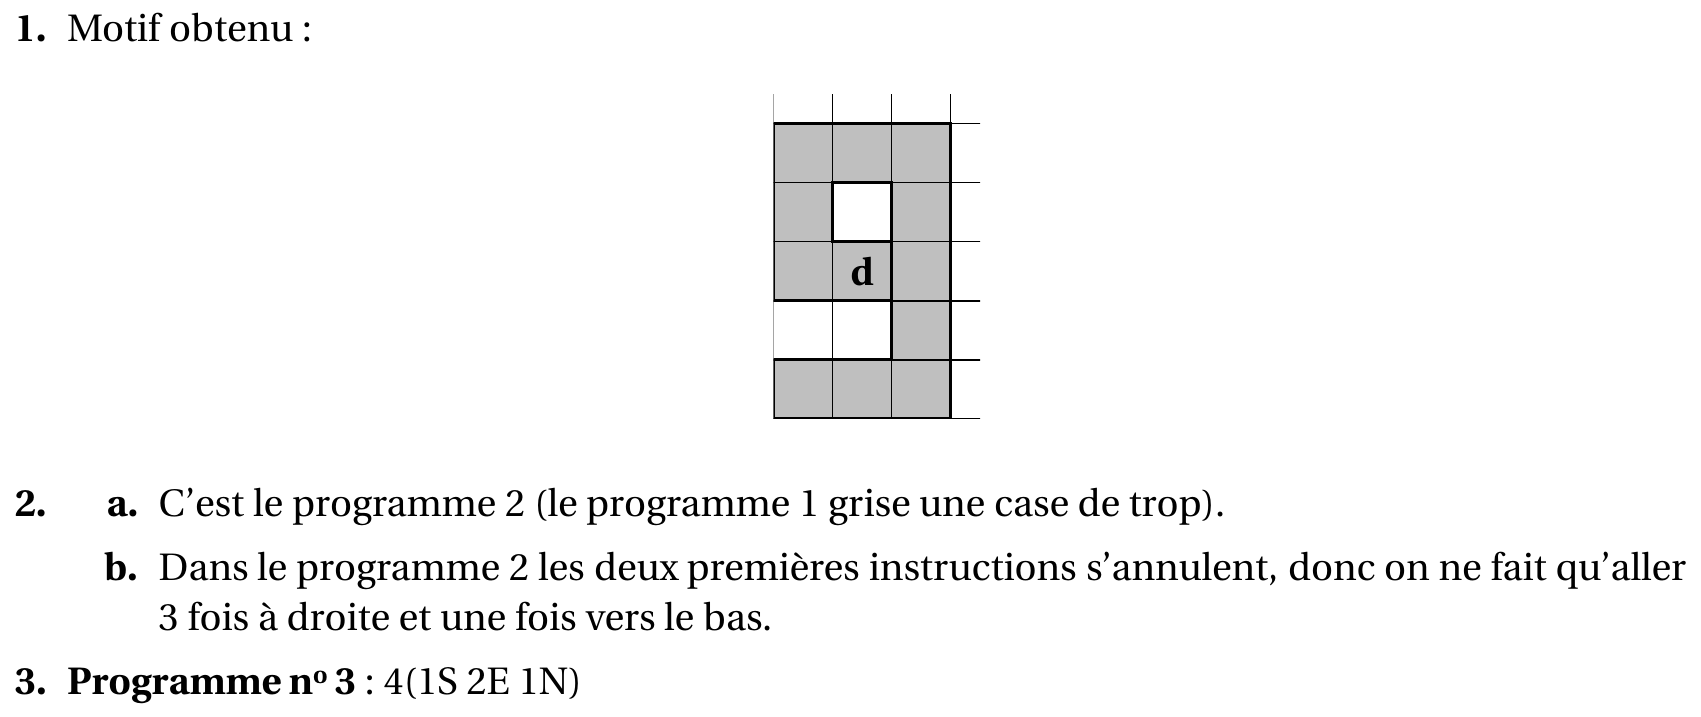 1. Motif obtenu :
d
2. a. C’est le programme 2 (le programme 1 grise une case de trop).
b. Dans le programme 2 les deux premières instructions s’annulent, donc on ne fait qu’aller
3 fois à droite et une fois vers le bas.
3. Programme nº 3 : 4(1S 2E 1N)